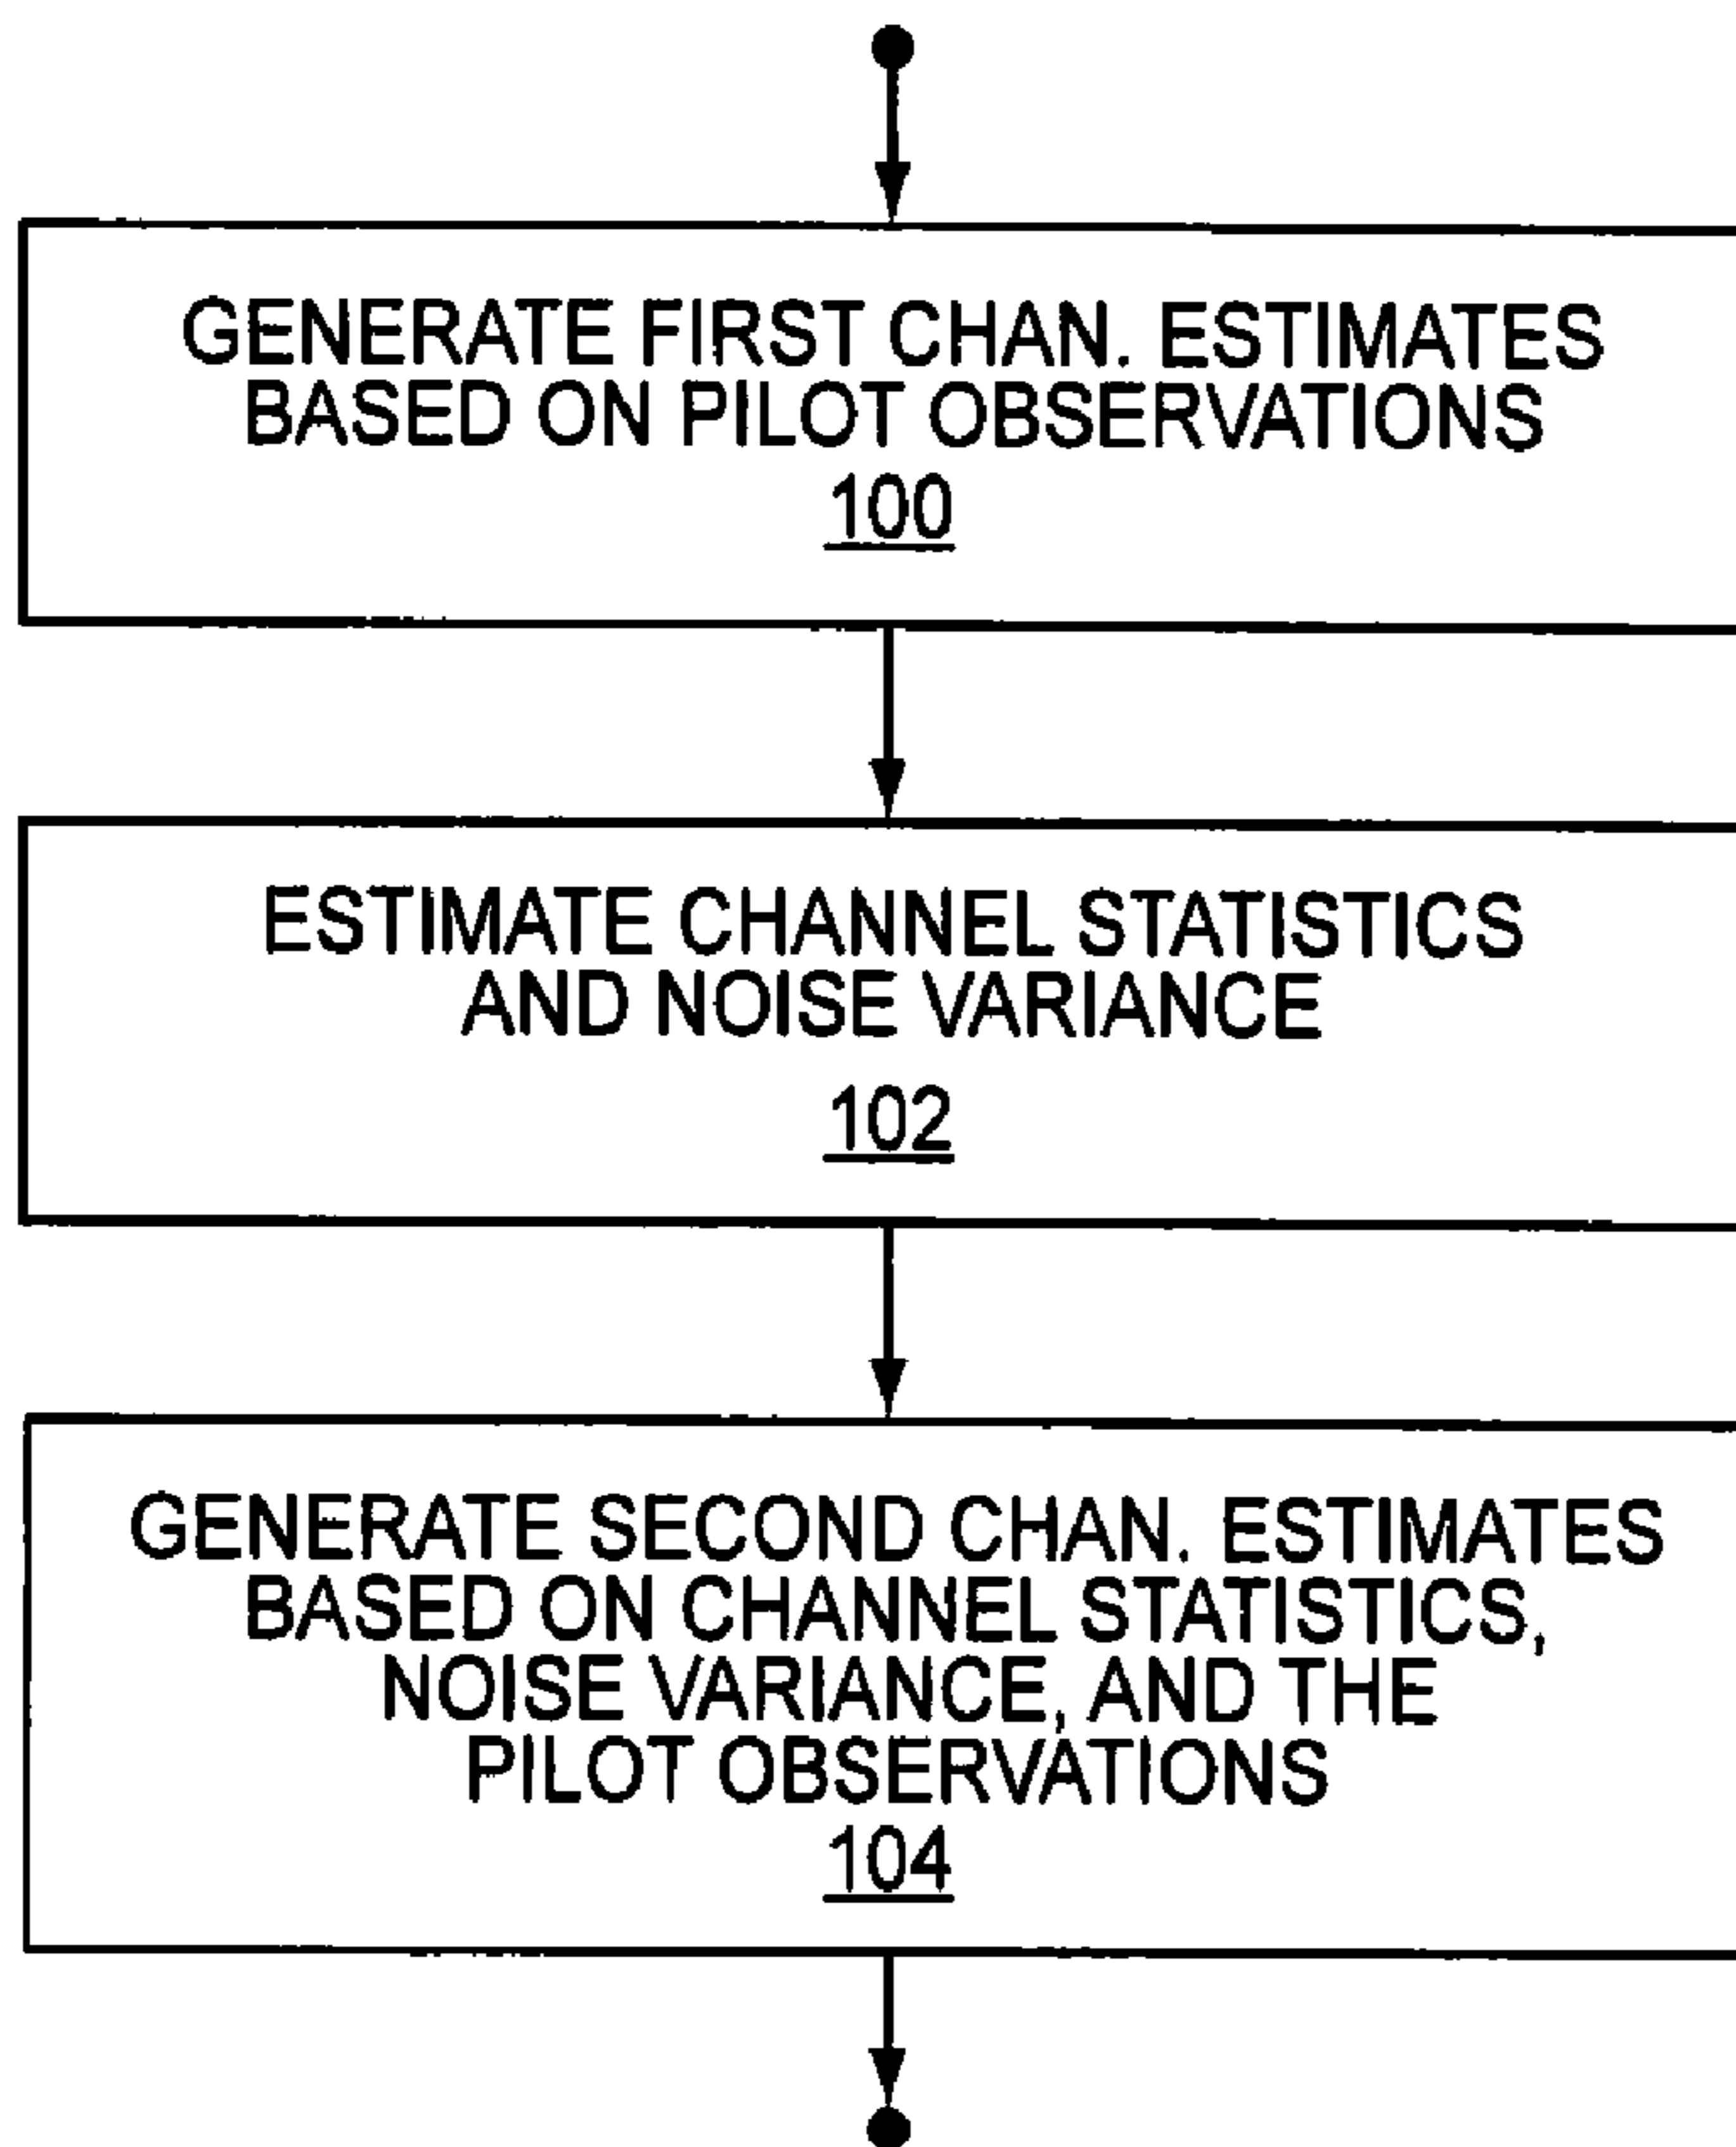 GENERATE FIRST CHAN. ESTIMATES
BASED ON PILOT OBSERVATIONS
100
ESTIMATE CHANNEL STATISTICS
AND NOISE VARIANCE
102
GENERATE SECOND CHAN. ESTIMATES
BASED ON CHANNEL STATISTICS,
NOISE VARIANCE, AND THE
PILOT OBSERVATIONS
104